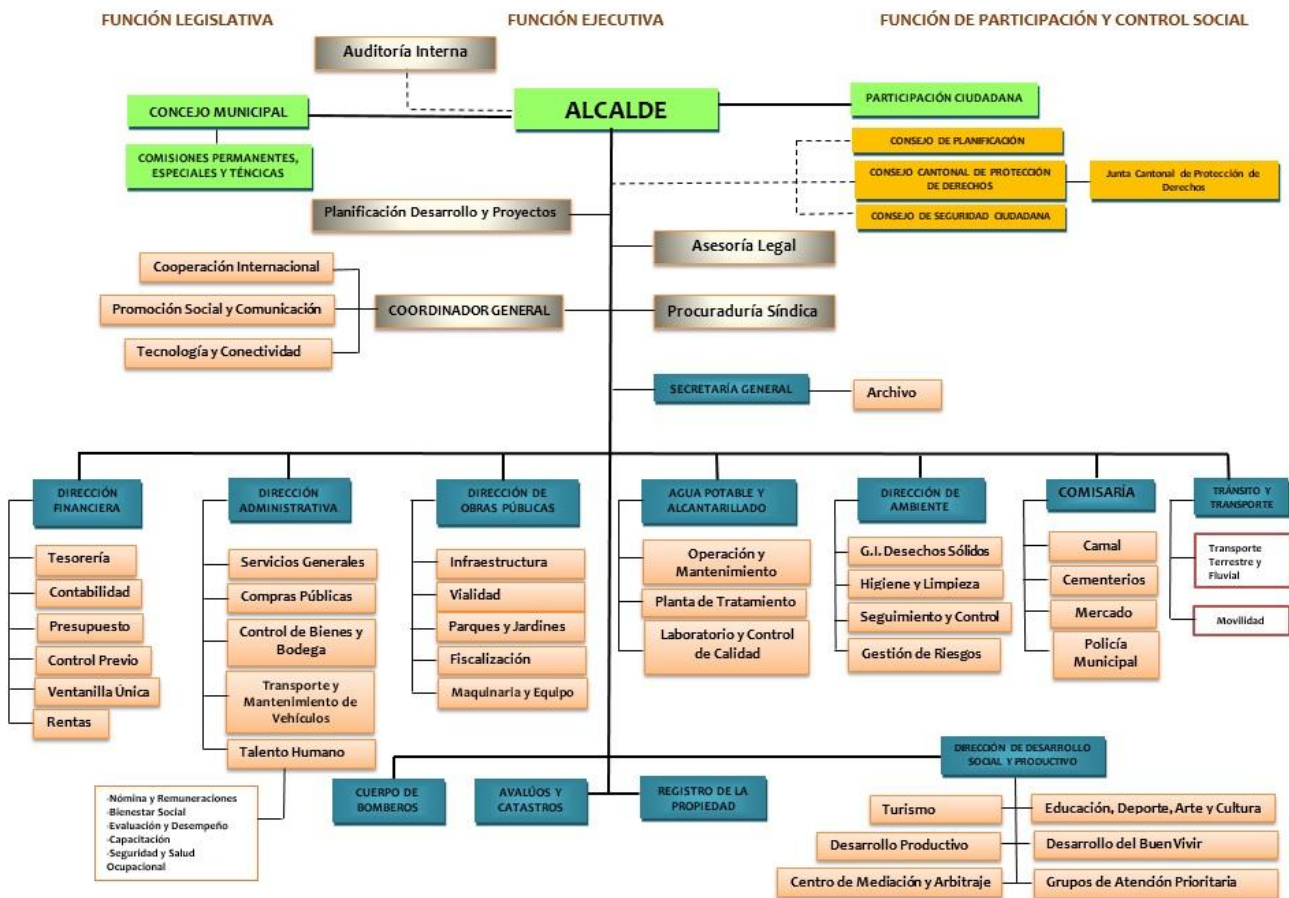 FUNCIÓN LEGISLATIVA
FUNCIÓN EJECUTIVA
FUNCIÓN DE PARTICIPACIÓN Y CONTROL SOCIAL
Auditoría Interna
CONCEJO MUNICIPAL
ALCALDE
PARTICIPACIÓN CIUDADANA
COMISIONES PERMANENTES,
ESPECIALES Y TÉNCICAS
CONSEJO DE PLANIFICACIÓN
CONSEJO CANTONAL DE PROTECCIÓN
DE DERECHOS
Junta Cantonal de Protección de
Derechos
CONSEJO DE SEGURIDAD CIUDADANA
Planificación Desarrollo y Proyectos
Asesoría Legal
Cooperación Internacional
Promoción Social y Comunicación
Tecnología y Conectividad
COORDINADOR GENERAL
Procuraduría Síndica
SECRETARÍA GENERAL
Archivo
DIRECCIÓN
FINANCIERA
Tesorería
Contabilidad
Presupuesto
Control Previo
Ventanilla Única
Rentas
DIRECCIÓN
ADMINISTRATIVA
Servicios Generales
Compras Públicas
Control de Bienes y
Bodega
Transporte y
Mantenimiento de
Vehículos
Talento Humano
-Nómina y Remuneraciones
-Bienestar Social
-Evaluación y Desempeño
-Capacitación
-Seguridad y Salud
Ocupacional
DIRECCIÓN DE
OBRAS PÚBLICAS
Infraestructura
Vialidad
Parques y Jardines
Fiscalización
Maquinaria y Equipo
AGUA POTABLE Y
ALCANTARILLADO
Operación y
Mantenimiento
Planta de Tratamiento
Laboratorio y Control
de Calidad
DIRECCIÓN DE
AMBIENTE
G.I. Desechos Sólidos
Higiene y Limpieza
Seguimiento y Control
Gestión de Riesgos
COMISARÍA
Camal
Cementerios
Mercado
Policía
Municipal
TRÁNSITO Y
TRANSPORTE
Transporte
Terrestre y
Fluvial
Movilidad
CUERPO DE
BOMBEROS
AVALÚOS Y
CATASTROS
REGISTRO DE LA
PROPIEDAD
DIRECCIÓN DE DESARROLLO
SOCIAL Y PRODUCTIVO
Turismo
Educación, Deporte, Arte y Cultura
Desarrollo Productivo
Desarrollo del Buen Vivir
Centro de Mediación y Arbitraje
Grupos de Atención Prioritaria